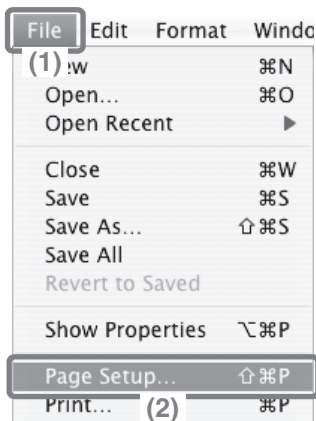 File Edit Format Windo
(1) ew ⌘N
Open... ⌘O
Open Recent ▶
Close ⌘W
Save ⌘S
Save As... ⇧⌘S
Save All
Revert to Saved
Show Properties ⌥⌘P
Page Setup... ⇧⌘P
Print... (2) ⌘P